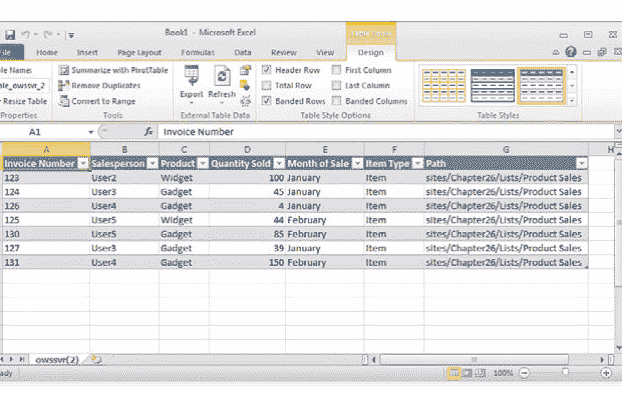 Book1 - Microsoft Excel
File Home Insert Page Layout Formulas Data Review View Design
Table Name: Summarize with PivotTable Export Refresh Header Row First Column
Table_owssvr_2 Remove Duplicates Total Row Last Column
Resize Table Convert to Range Banded Rows Banded Columns
Properties Tools External Table Data Table Style Options Table Styles
A1 fx Invoice Number
A B C D E F G H
Invoice Number Salesperson Product Quantity Sold Month of Sale Item Type Path
123 User2 Widget 100 January Item sites/Chapter26/Lists/Product Sales
124 User3 Gadget 45 January Item sites/Chapter26/Lists/Product Sales
126 User4 Gadget 4 January Item sites/Chapter26/Lists/Product Sales
125 User5 Widget 44 February Item sites/Chapter26/Lists/Product Sales
130 User5 Gadget 85 February Item sites/Chapter26/Lists/Product Sales
127 User3 Gadget 39 January Item sites/Chapter26/Lists/Product Sales
131 User4 Gadget 150 February Item sites/Chapter26/Lists/Product Sales
owssvr(2)
100%